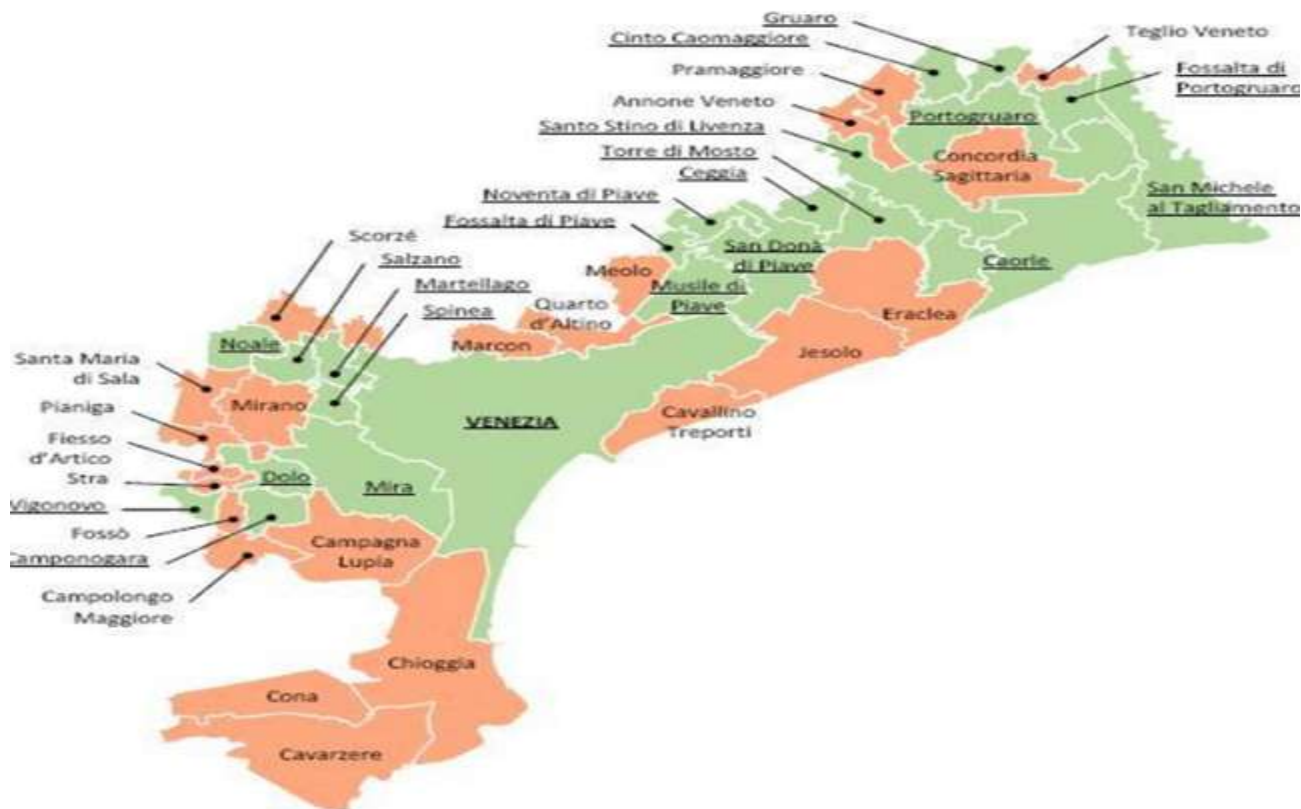 Gruaro
Cinto Caomaggiore
Teglio Veneto
Pramaggiore
Fossalta di
Portogruaro
Annone Veneto
Portogruaro
Santo Stino di Livenza
Torre di Mosto
Concordia
Sagittaria
Ceggia
Noventa di Piave
San Michele
al Tagliamento
Fossalta di Piave
Scorzé
San Donà
di Piave
Salzano
Caorle
Meolo
Martellago
Musile di
Piave
Spinea
Quarto
d'Altino
Eraclea
Noale
Marcon
Jesolo
Santa Maria
di Sala
Mirano
Pianiga
Cavallino
Treporti
VENEZIA
Fiesso
d'Artico
Stra
Dolo
Mira
Vigonovo
Fossò
Campagna
Lupia
Camponogara
Campolongo
Maggiore
Chioggia
Cona
Cavarzere